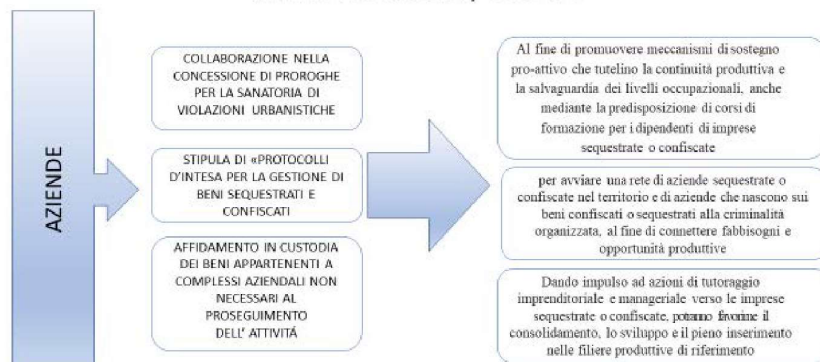 AZIENDE
COLLABORAZIONE NELLA
CONCESSIONE DI PROROGHE
PER LA SANATORIA DI
VIOLAZIONI URBANISTICHE
STIPULA DI «PROTOCOLLI
D'INTESA PER LA GESTIONE DI
BENI SEQUESTRATI E
CONFISCATI
AFFIDAMENTO IN CUSTODIA
DEI BENI APPARTENENTI A
COMPLESSI AZIENDALI NON
NECESSARI AL
PROSEGUIMENTO
DELL' ATTIVITÁ
Al fine di promuovere meccanismi di sostegno
pro-attivo che tutelino la continuità produttiva e
la salvaguardia dei livelli occupazionali, anche
mediante la predisposizione di corsi di
formazione per i dipendenti di imprese
sequestrate o confiscate
per avviare una rete di aziende sequestrate o
confiscate nel territorio e di aziende che nascono sui
beni confiscati o sequestrati alla criminalità
organizzata, al fine di connettere fabbisogni e
opportunità produttive
Dando impulso ad azioni di tutoraggio
imprenditoriale e manageriale verso le imprese
sequestrate o confiscate, potranno favorirne il
consolidamento, lo sviluppo e il pieno inserimento
nelle filiere produttive di riferimento